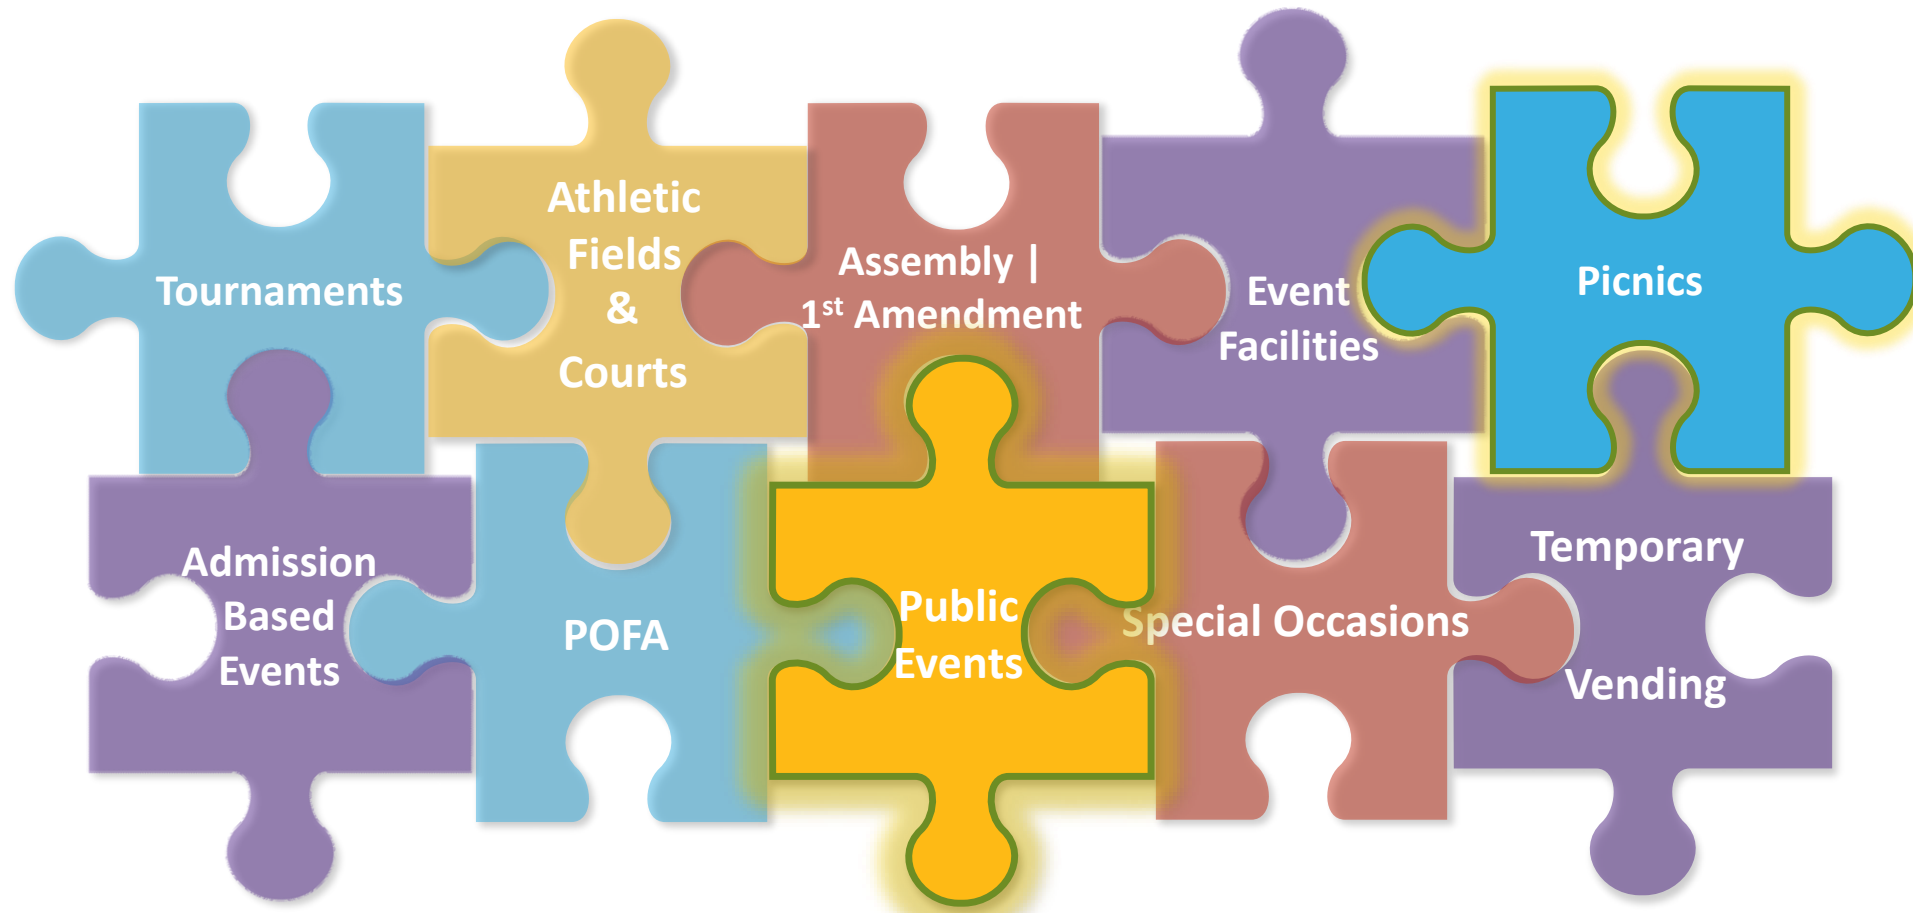 Tournaments
Athletic
Fields
&
Courts
Assembly |
1st Amendment
Event
Facilities
Picnics
Admission
Based
Events
POFA
Public
Events
Special Occasions
Temporary
Vending